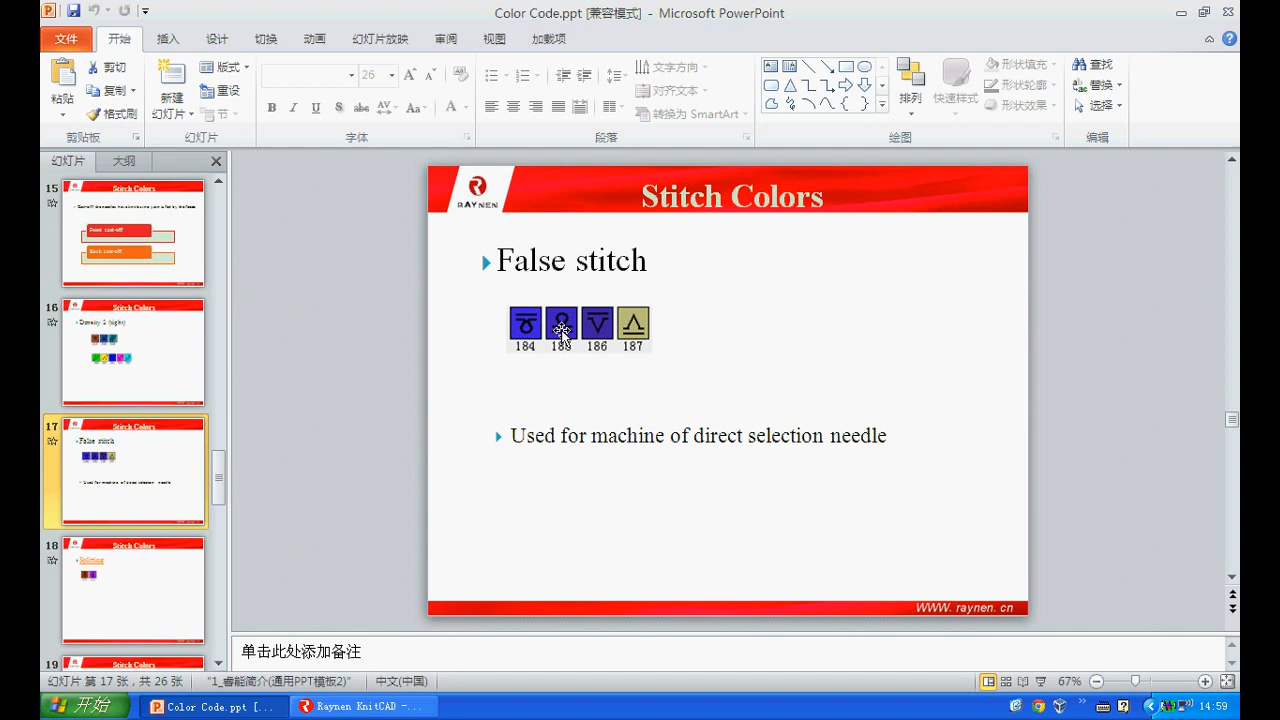 Color Code.ppt [兼容模式] - Microsoft PowerPoint
文件 开始 插入 设计 切换 动画 幻灯片放映 审阅 视图 加载项
粘贴 剪切 复制 格式刷 剪贴板
新建 幻灯片 版式 重设 节 幻灯片
26 字体
文字方向 对齐文本 转换为 SmartArt 段落
排列 快速样式 形状填充 形状轮廓 形状效果 绘图
查找 替换 选择 编辑
幻灯片 大纲
15
Stitch Colors
16
Stitch Colors
17
Stitch Colors
False stitch
Used for machine of direct selection needle
18
Stitch Colors
19
Stitch Colors
RAYNEN
Stitch Colors
False stitch
184 185 186 187
Used for machine of direct selection needle
WWW. raynen. cn
单击此处添加备注
幻灯片 第 17 张，共 26 张 "1_睿能简介(通用PPT模板2)" 中文(中国) 67%
开始 Color Code.ppt [... Raynen KnitCAD -... 14:59